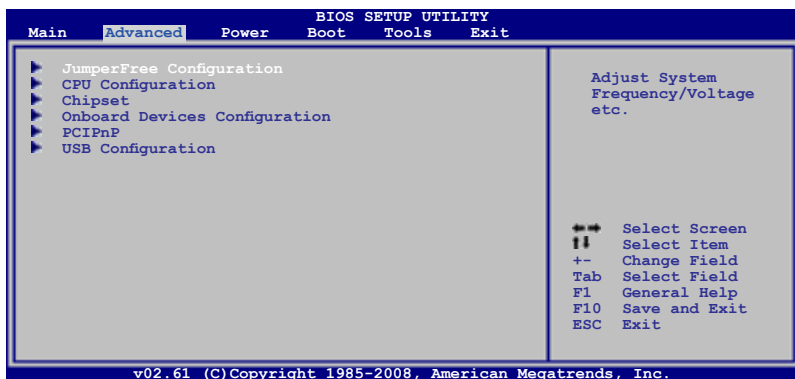 BIOS SETUP UTILITY
Main Advanced Power Boot Tools Exit
JumperFree Configuration
CPU Configuration
Chipset
Onboard Devices Configuration
PCIPnP
USB Configuration
Adjust System
Frequency/Voltage
etc.
←→ Select Screen
↑↓ Select Item
+- Change Field
Tab Select Field
F1 General Help
F10 Save and Exit
ESC Exit
v02.61 (C)Copyright 1985-2008, American Megatrends, Inc.